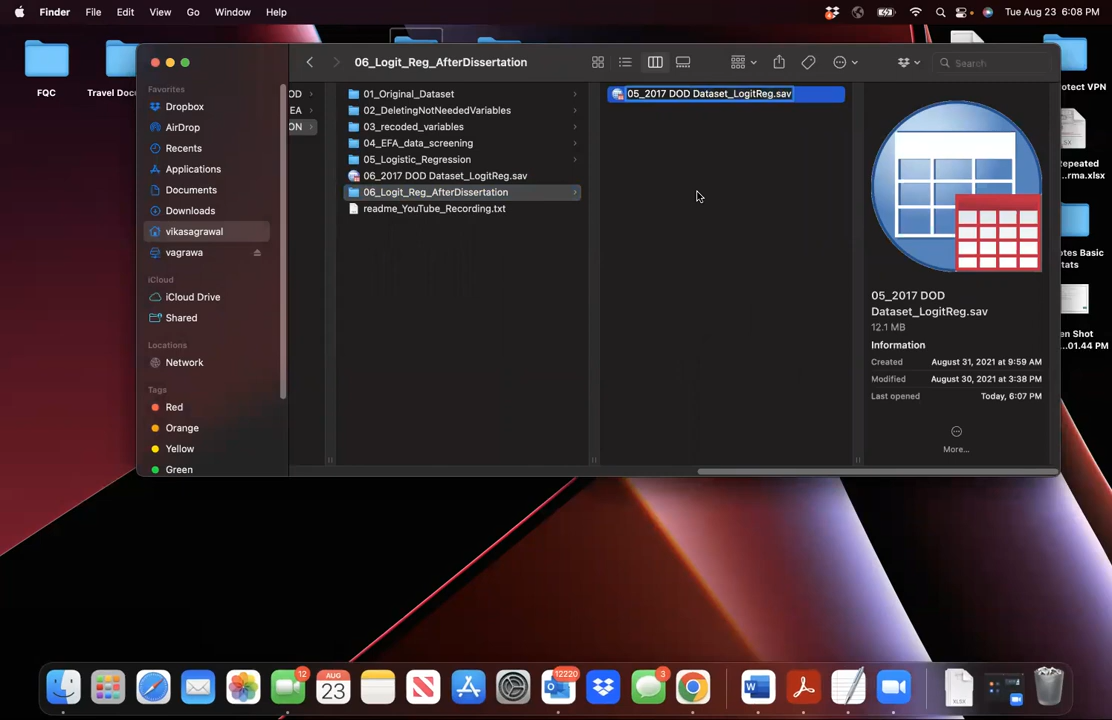 Finder File Edit View Go Window Help Tue Aug 23 6:08 PM
FQC
Travel Docu
06_Logit_Reg_AfterDissertation
Search
Favorites
Dropbox
AirDrop
Recents
Applications
Documents
Downloads
vikasagrawal
vagrawa
iCloud
iCloud Drive
Shared
Locations
Network
Tags
Red
Orange
Yellow
Green
OD
EA
ON
01_Original_Dataset
02_DeletingNotNeededVariables
03_recoded_variables
04_EFA_data_screening
05_Logistic_Regression
06_2017 DOD Dataset_LogitReg.sav
06_Logit_Reg_AfterDissertation
readme_YouTube_Recording.txt
05_2017 DOD Dataset_LogitReg.sav
05_2017 DOD
Dataset_LogitReg.sav
12.1 MB
Information
Created August 31, 2021 at 9:59 AM
Modified August 30, 2021 at 3:38 PM
Last opened Today, 6:07 PM
More...
otect VPN
epeated
...rma.xlsx
otes Basic
tats
en Shot
...01.44 PM
12
AUG
23
12220
3
XLSX